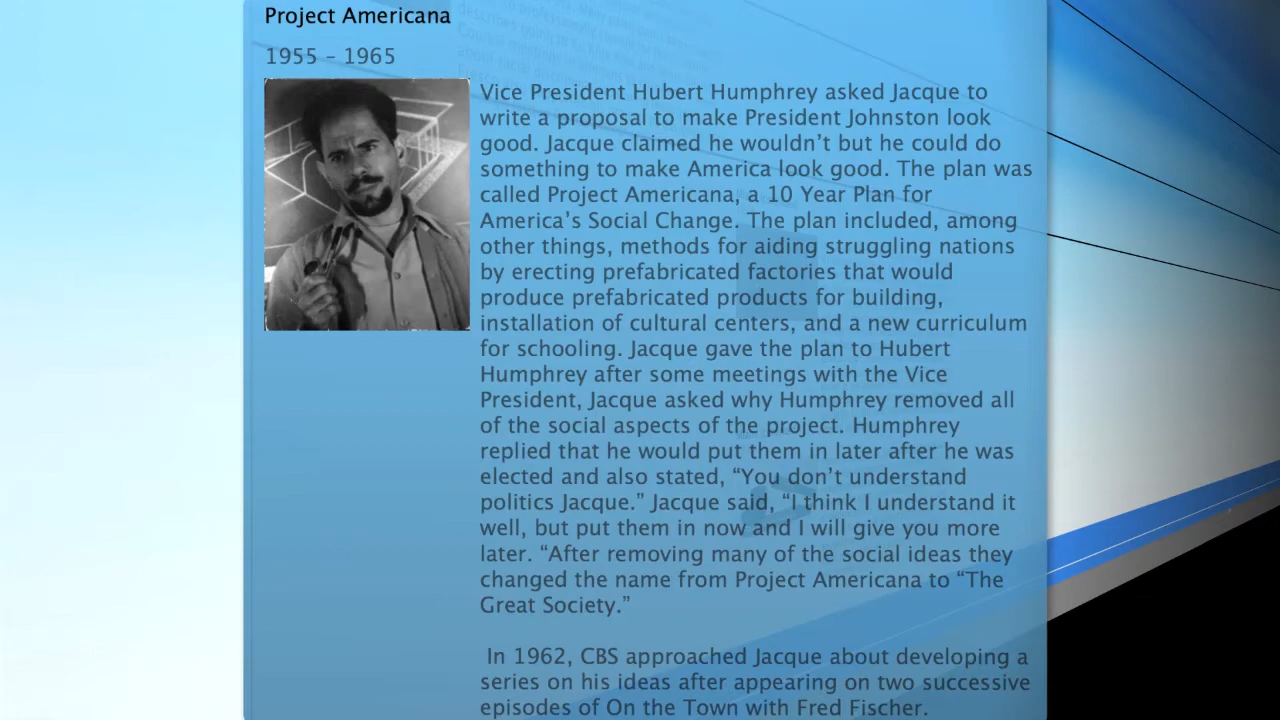 Project Americana
1955 – 1965
Vice President Hubert Humphrey asked Jacque to
write a proposal to make President Johnston look
good. Jacque claimed he wouldn’t but he could do
something to make America look good. The plan was
called Project Americana, a 10 Year Plan for
America’s Social Change. The plan included, among
other things, methods for aiding struggling nations
by erecting prefabricated factories that would
produce prefabricated products for building,
installation of cultural centers, and a new curriculum
for schooling. Jacque gave the plan to Hubert
Humphrey after some meetings with the Vice
President, Jacque asked why Humphrey removed all
of the social aspects of the project. Humphrey
replied that he would put them in later after he was
elected and also stated, “You don’t understand
politics Jacque.” Jacque said, “I think I understand it
well, but put them in now and I will give you more
later. “After removing many of the social ideas they
changed the name from Project Americana to “The
Great Society.”
In 1962, CBS approached Jacque about developing a
series on his ideas after appearing on two successive
episodes of On the Town with Fred Fischer.